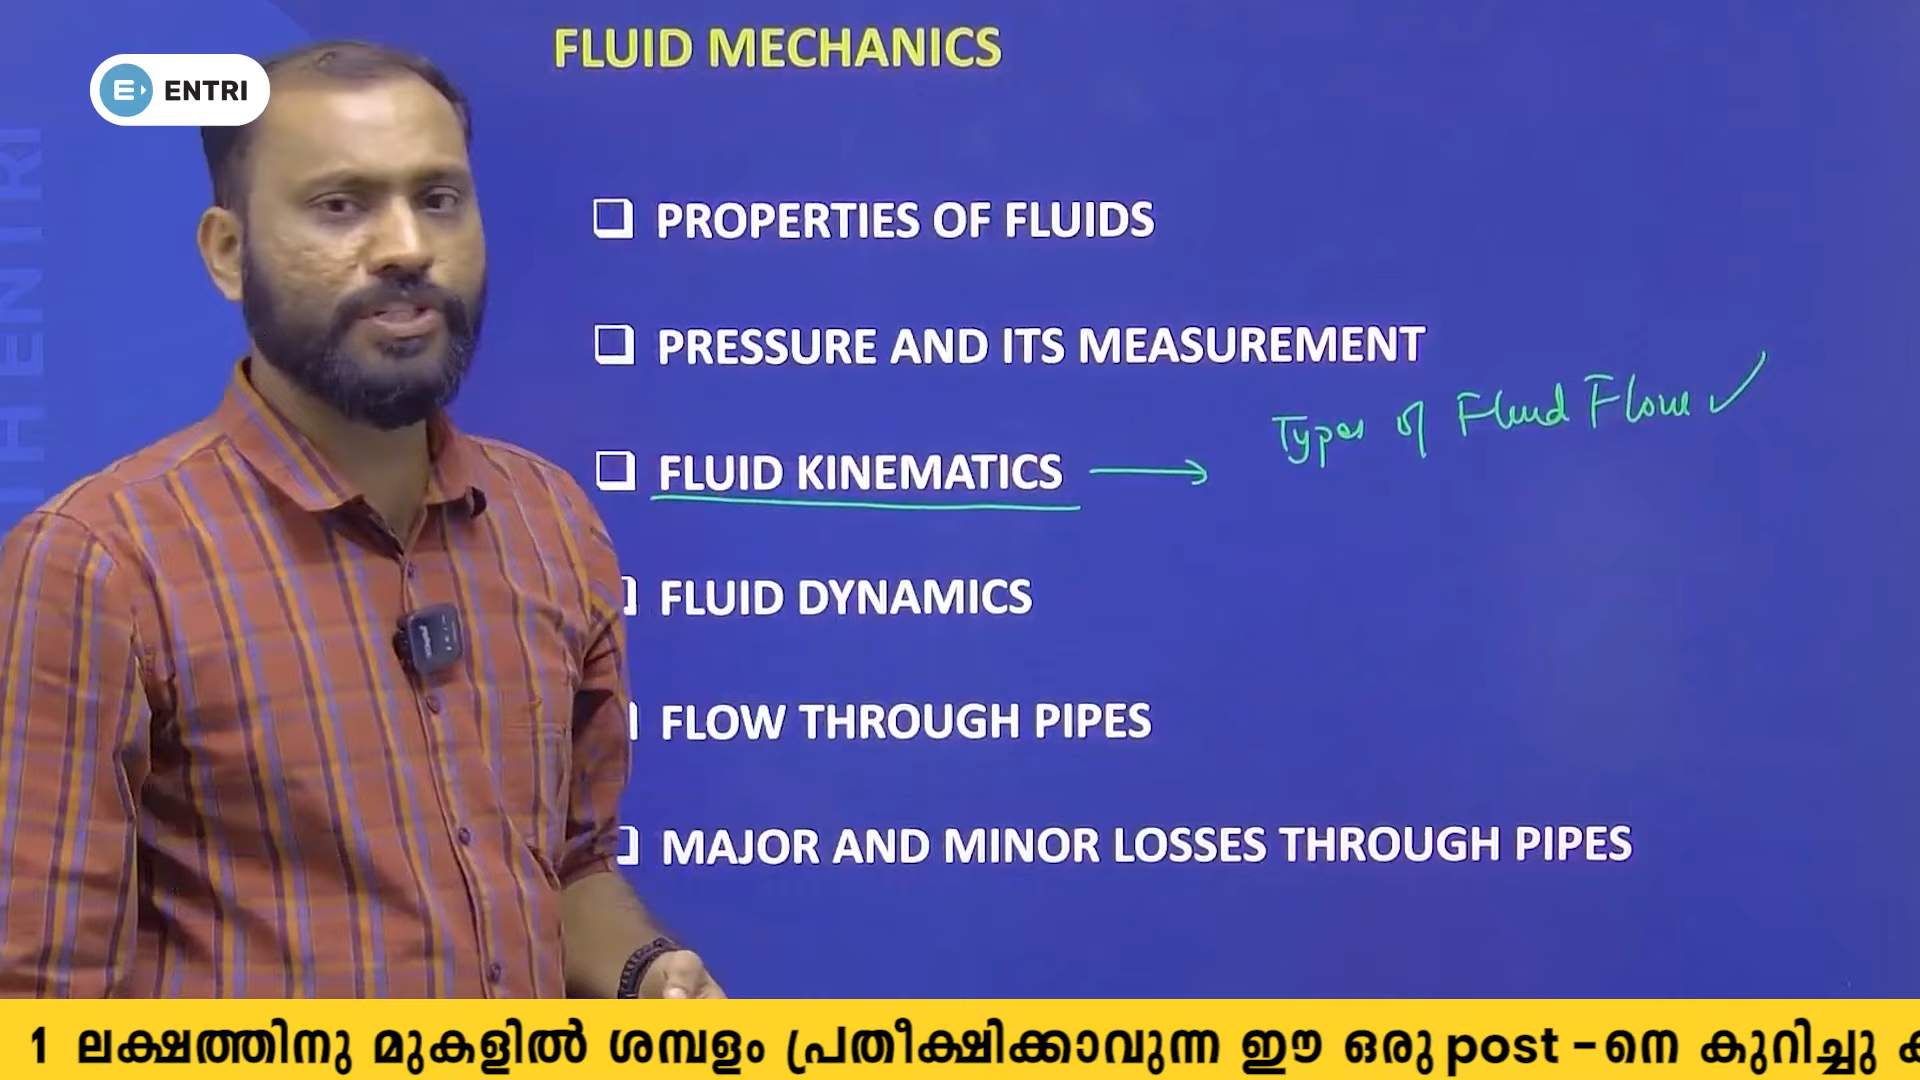 FLUID MECHANICS
ENTRI
THENTRI
PROPERTIES OF FLUIDS
PRESSURE AND ITS MEASUREMENT
Types of Fluid Flow
FLUID KINEMATICS
FLUID DYNAMICS
FLOW THROUGH PIPES
MAJOR AND MINOR LOSSES THROUGH PIPES
1 ലക്ഷത്തിനു മുകളിൽ ശമ്പളം പ്രതീക്ഷിക്കാവുന്ന ഈ ഒരു post -നെ കുറിച്ചു